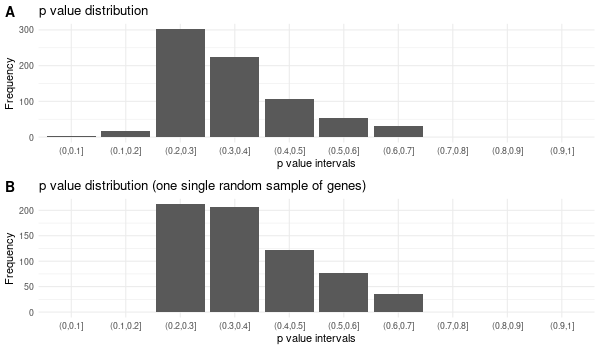 A p value distribution
300
200
100
0
Frequency
(0,0.1] (0.1,0.2] (0.2,0.3] (0.3,0.4] (0.4,0.5] (0.5,0.6] (0.6,0.7] (0.7,0.8] (0.8,0.9] (0.9,1]
p value intervals
B p value distribution (one single random sample of genes)
200
150
100
50
0
Frequency
(0,0.1] (0.1,0.2] (0.2,0.3] (0.3,0.4] (0.4,0.5] (0.5,0.6] (0.6,0.7] (0.7,0.8] (0.8,0.9] (0.9,1]
p value intervals